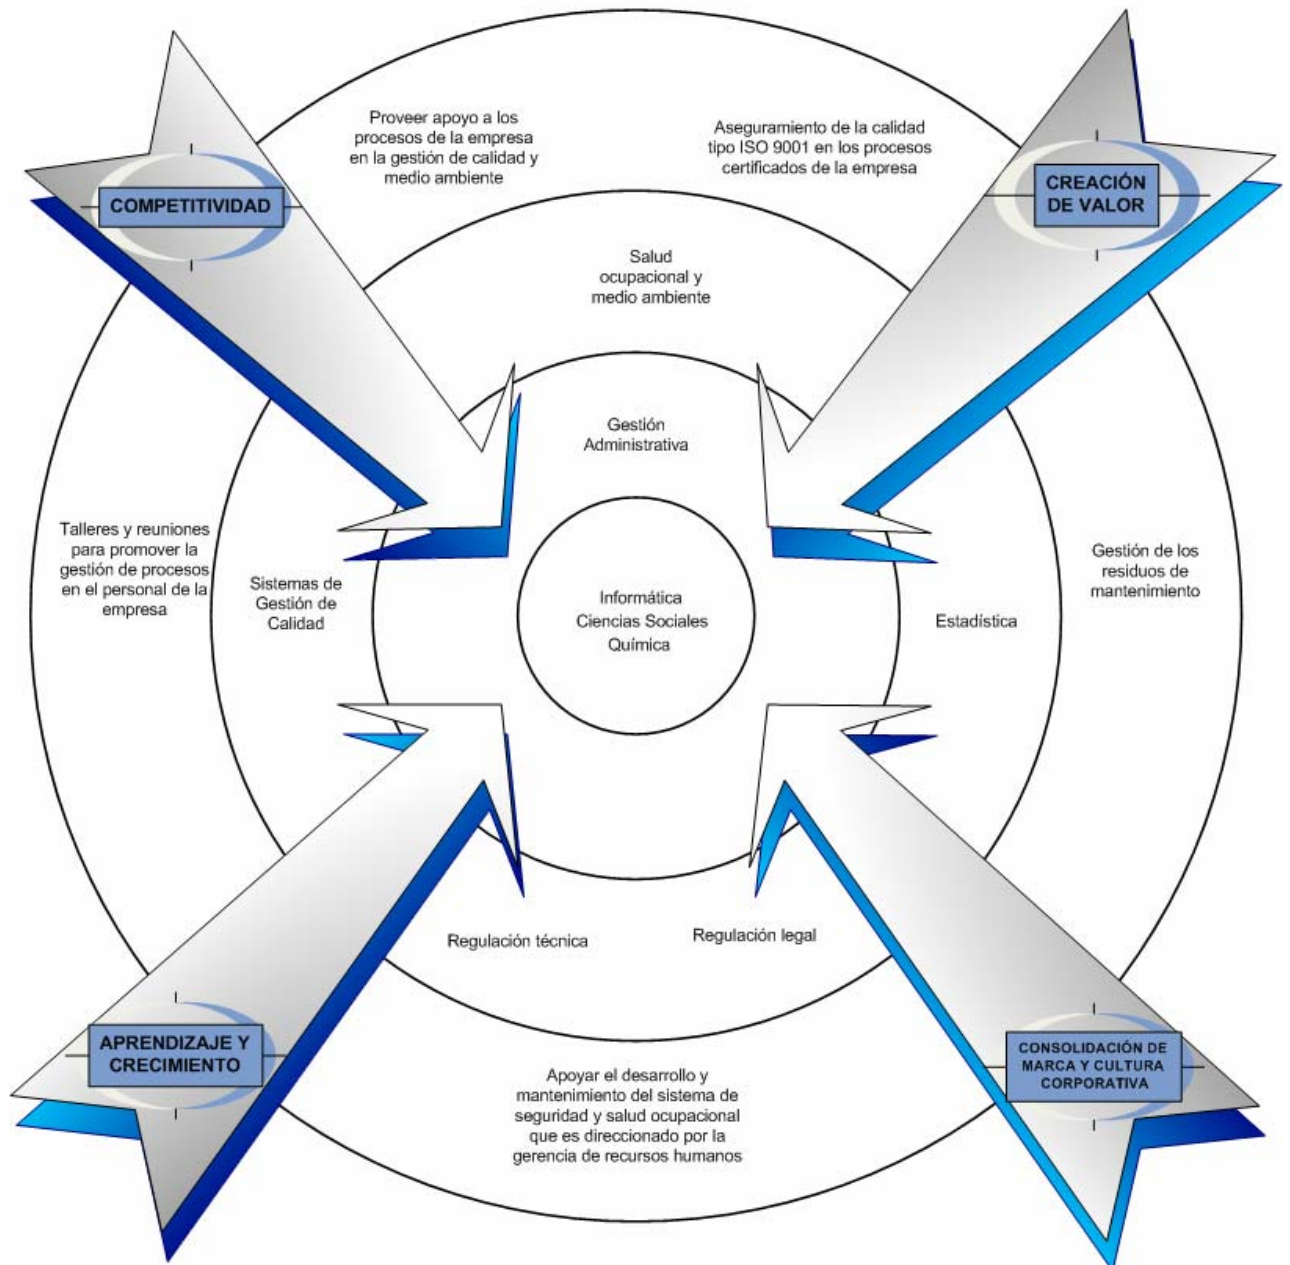 Proveer apoyo a los
procesos de la empresa
en la gestión de calidad y
medio ambiente
Aseguramiento de la calidad
tipo ISO 9001 en los procesos
certificados de la empresa
COMPETITIVIDAD
CREACIÓN
DE VALOR
Salud
ocupacional y
medio ambiente
Gestión
Administrativa
Talleres y reuniones
para promover la
gestión de procesos
en el personal de la
empresa
Sistemas de
Gestión de
Calidad
Informática
Ciencias Sociales
Química
Estadística
Gestión de los
residuos de
mantenimiento
Regulación técnica
Regulación legal
APRENDIZAJE Y
CRECIMIENTO
CONSOLIDACIÓN DE
MARCA Y CULTURA
CORPORATIVA
Apoyar el desarrollo y
mantenimiento del sistema de
seguridad y salud ocupacional
que es direccionado por la
gerencia de recursos humanos